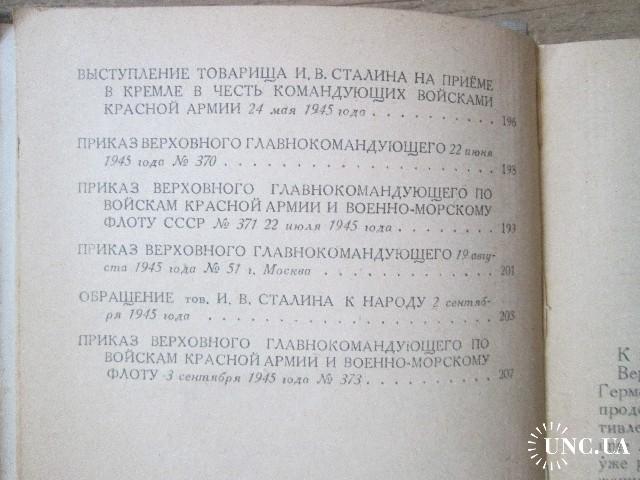 ВЫСТУПЛЕНИЕ ТОВАРИЩА И. В. СТАЛИНА НА ПРИЁМЕ
В КРЕМЛЕ В ЧЕСТЬ КОМАНДУЮЩИХ ВОЙСКАМИ
КРАСНОЙ АРМИИ 24 мая 1945 года . . . . . . . . . . 196
ПРИКАЗ ВЕРХОВНОГО ГЛАВНОКОМАНДУЮЩЕГО 22 июня
1945 года № 370 . . . . . . . . . . . . . . . . . 198
ПРИКАЗ ВЕРХОВНОГО ГЛАВНОКОМАНДУЮЩЕГО ПО
ВОЙСКАМ КРАСНОЙ АРМИИ И ВОЕННО-МОРСКОМУ
ФЛОТУ СССР № 371 22 июля 1945 года . . . . . . . . 193
ПРИКАЗ ВЕРХОВНОГО ГЛАВНОКОМАНДУЮЩЕГО 19 авгу-
ста 1945 года № 51 г. Москва . . . . . . . . . . . 201
ОБРАЩЕНИЕ тов. И. В. СТАЛИНА К НАРОДУ 2 сентяб-
ря 1945 года . . . . . . . . . . . . . . . . . . 203
ПРИКАЗ ВЕРХОВНОГО ГЛАВНОКОМАНДУЮЩЕГО ПО
ВОЙСКАМ КРАСНОЙ АРМИИ И ВОЕННО-МОРСКОМУ
ФЛОТУ 3 сентября 1945 года № 373 . . . . . . . . . 207
К
Вер
Герма
продо
тивле
уже
UNC.UA